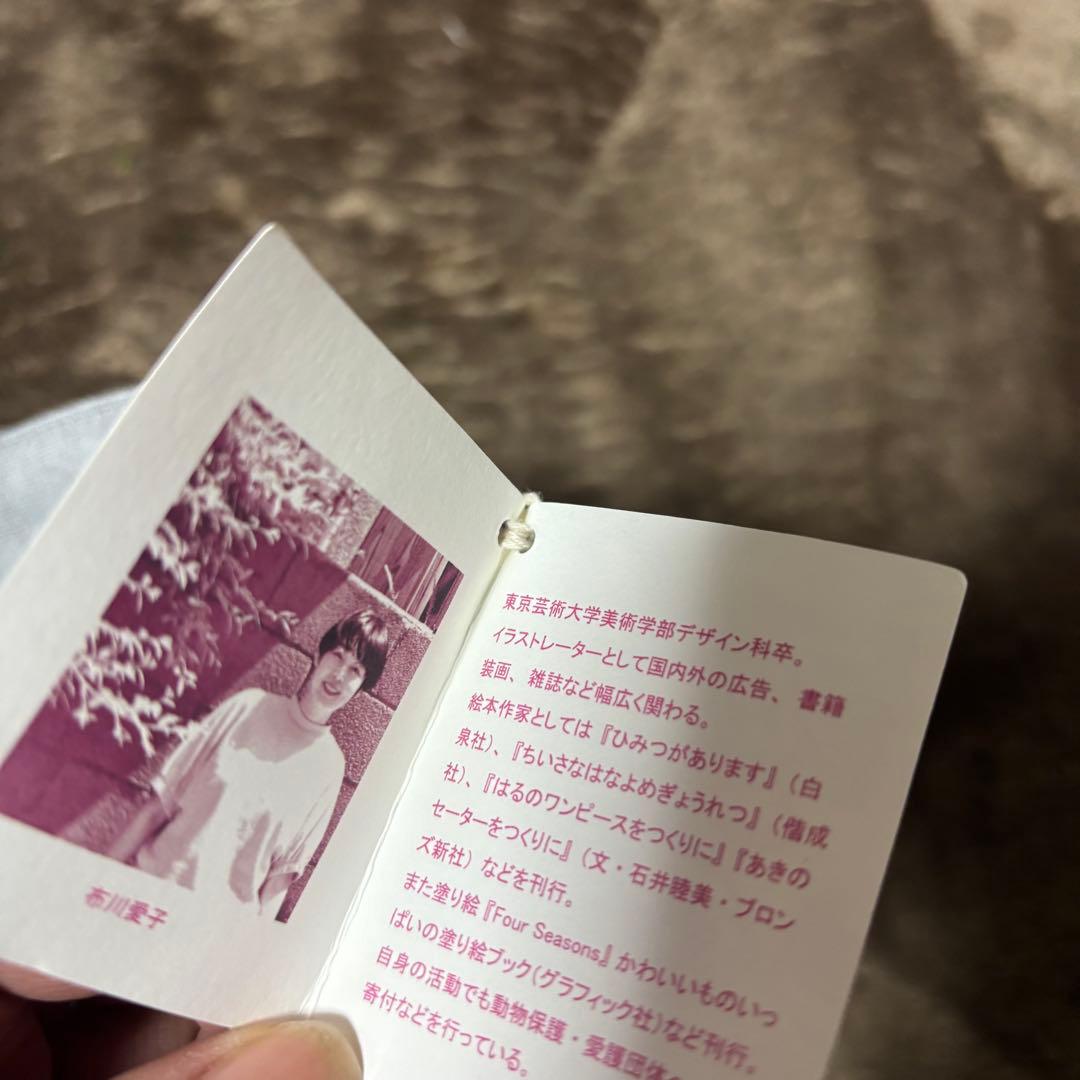 布川愛子
東京芸術大学美術学部デザイン科卒。
イラストレーターとして国内外の広告、書籍
装画、雑誌など幅広く関わる。
絵本作家としては『ひみつがあります』（白
泉社）、『ちいさなはなよめぎょうれつ』（偕成
社）、『はるのワンピースをつくりに』『あきの
セーターをつくりに』（文・石井睦美・ブロン
ズ新社）などを刊行。
また塗り絵『Four Seasons』かわいいものいっ
ぱいの塗り絵ブック（グラフィック社）など刊行。
自身の活動でも動物保護・愛護団体
寄付などを行っている。